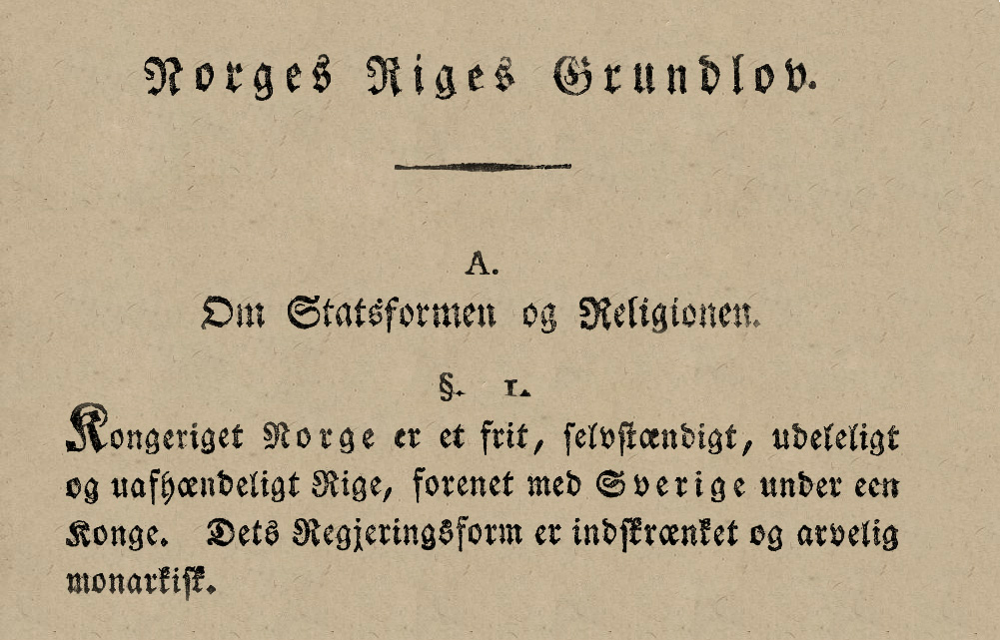 Norges Riges Grundlov.
A.
Om Statsformen og Religionen.
§. 1.
Kongeriget Norge er et frit, selvstændigt, udeleligt
og uafhændeligt Rige, forenet med Sverige under een
Konge. Dets Regjeringsform er indskrænket og arvelig
monarkisk.